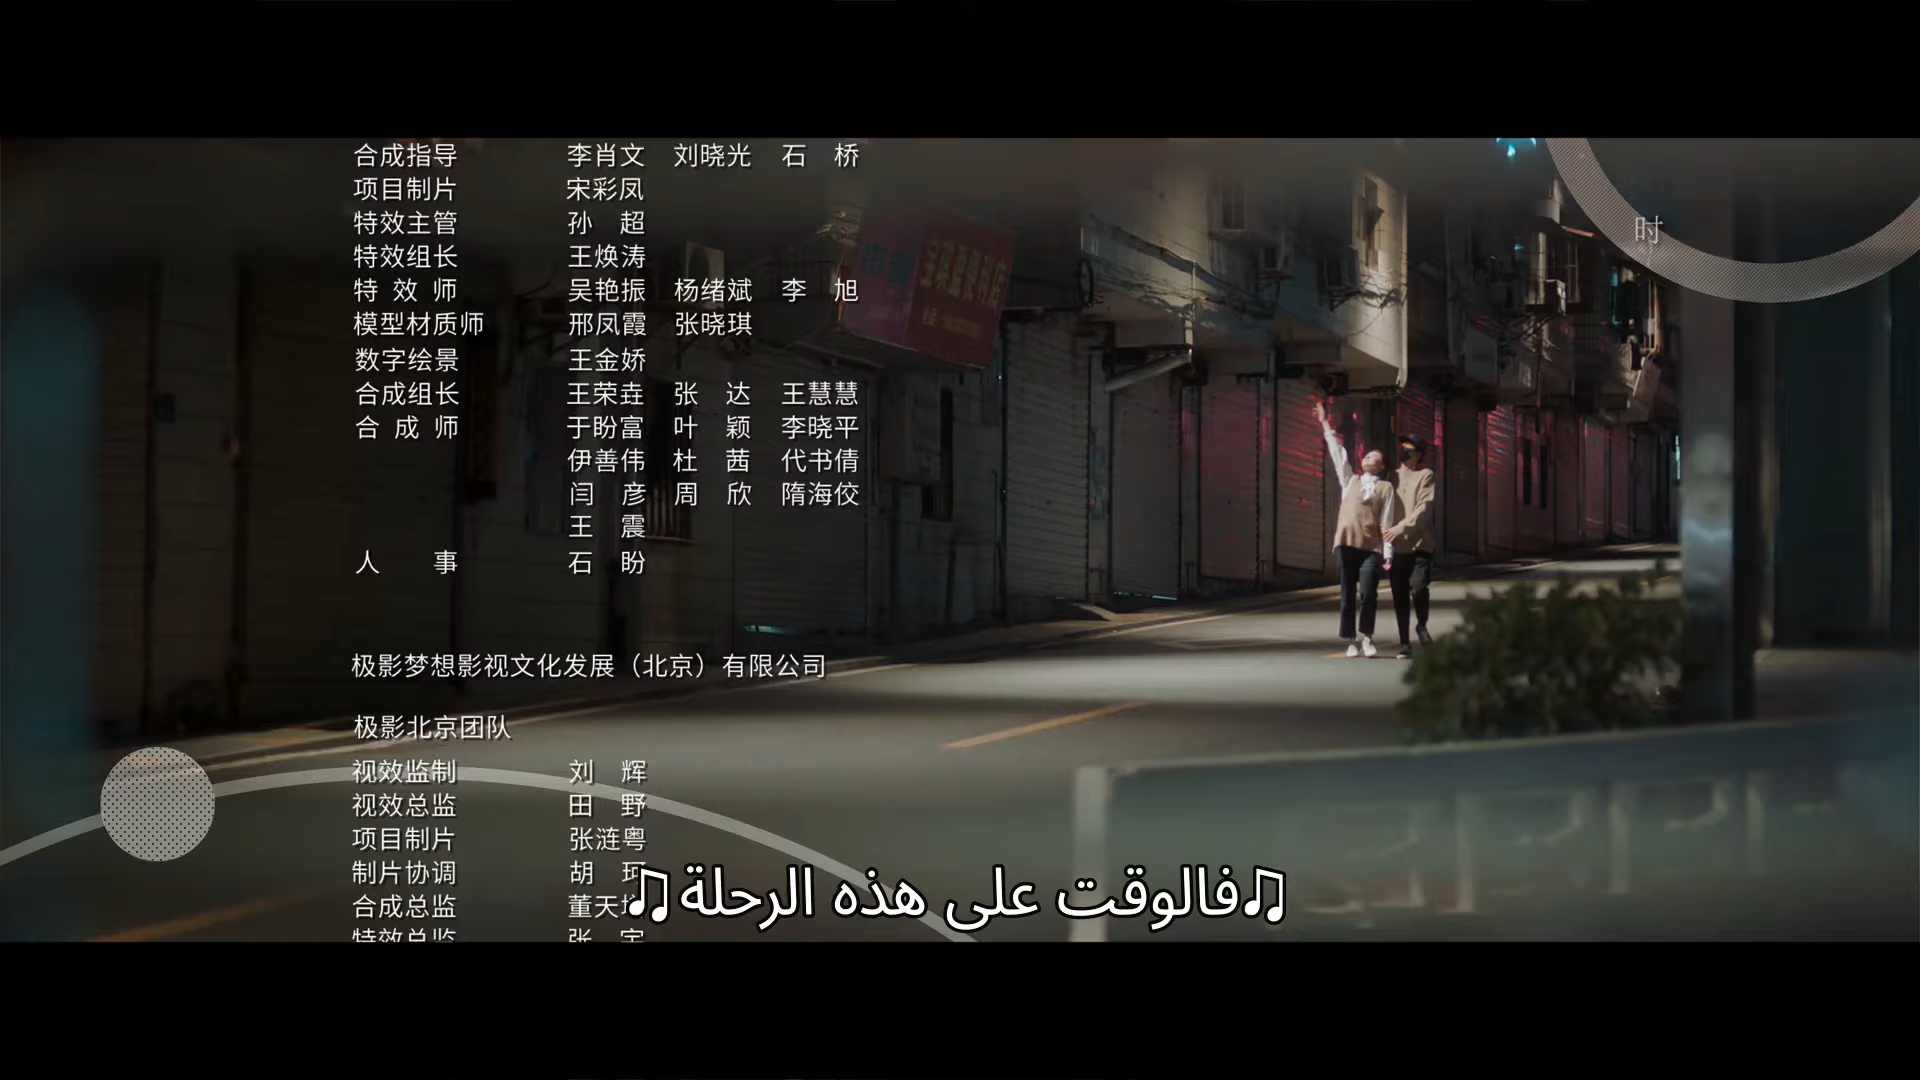 合成指导 李肖文 刘晓光 石桥
项目制片 宋彩凤
特效主管 孙超
特效组长 王焕涛
特效师 吴艳振 杨绪斌 李旭
模型材质师 邢凤霞 张晓琪
数字绘景 王金娇
合成组长 王荣垚 张达 王慧慧
合成师 于盼富 叶颖 李晓平
伊善伟 杜茜 代书倩
闫彦 周欣 隋海佼
王震
人事 石盼
极影梦想影视文化发展（北京）有限公司
极影北京团队
视效监制 刘辉
视效总监 田野
项目制片 张涟粤
制片协调 胡
合成总监 董天
特效总监 张
时
♫فالوقت على هذه الرحلة♫